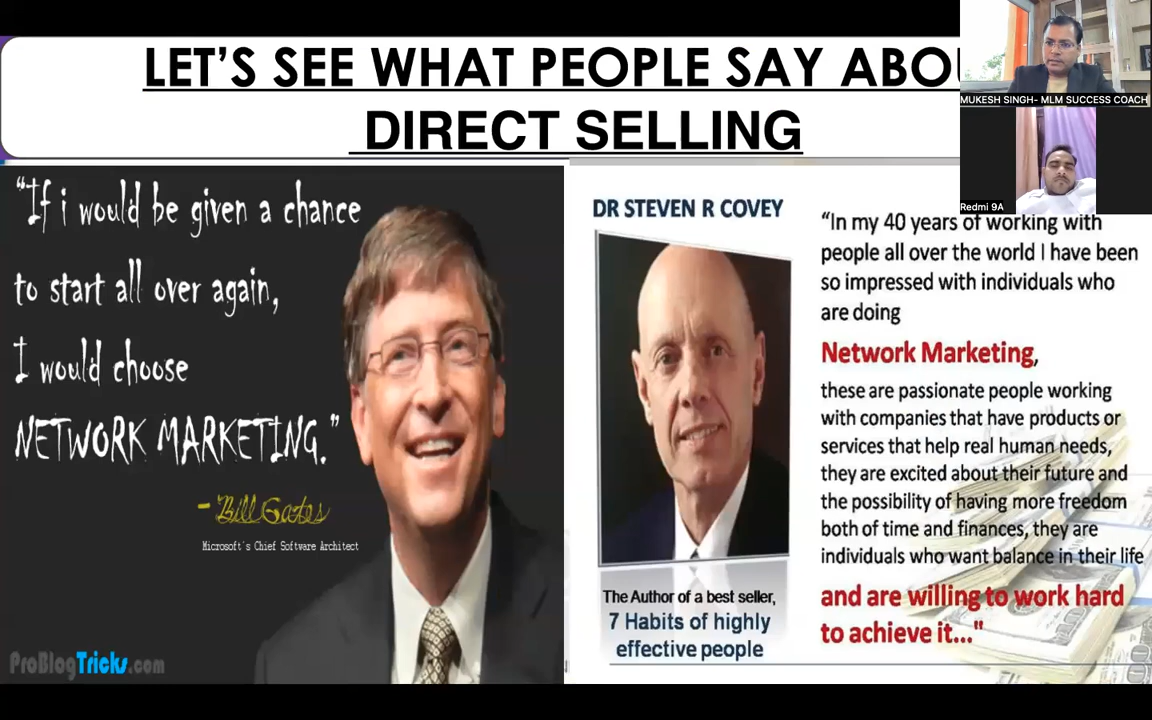 LET'S SEE WHAT PEOPLE SAY ABOU
DIRECT SELLING
MUKESH SINGH- MLM SUCCESS COACH
Redmi 9A
“If i would be given a chance
to start all over again,
I would choose
NETWORK MARKETING.”
- Bill Gates
Microsoft's Chief Software Architect
ProBlogTricks.com
DR STEVEN R COVEY
The Author of a best seller,
7 Habits of highly
effective people
“In my 40 years of working with
people all over the world I have been
so impressed with individuals who
are doing
Network Marketing,
these are passionate people working
with companies that have products or
services that help real human needs,
they are excited about their future and
the possibility of having more freedom
both of time and finances, they are
individuals who want balance in their life
and are willing to work hard
to achieve it..."